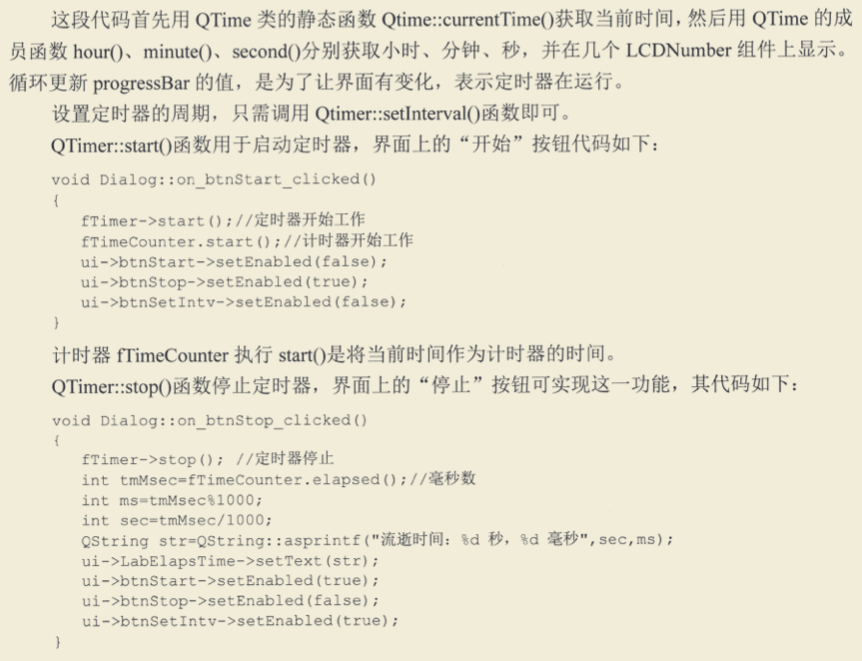 这段代码首先用 QTime 类的静态函数 Qtime::currentTime()获取当前时间，然后用 QTime 的成
员函数 hour()、minute()、second()分别获取小时、分钟、秒，并在几个 LCDNumber 组件上显示。
循环更新 progressBar 的值，是为了让界面有变化，表示定时器在运行。
设置定时器的周期，只需调用 Qtimer::setInterval()函数即可。
QTimer::start()函数用于启动定时器，界面上的“开始”按钮代码如下：
void Dialog::on_btnStart_clicked()
{
fTimer->start();//定时器开始工作
fTimeCounter.start();//计时器开始工作
ui->btnStart->setEnabled(false);
ui->btnStop->setEnabled(true);
ui->btnSetIntv->setEnabled(false);
}
计时器 fTimeCounter 执行 start()是将当前时间作为计时器的时间。
QTimer::stop()函数停止定时器，界面上的“停止”按钮可实现这一功能，其代码如下：
void Dialog::on_btnStop_clicked()
{
fTimer->stop(); //定时器停止
int tmMsec=fTimeCounter.elapsed();//毫秒数
int ms=tmMsec%1000;
int sec=tmMsec/1000;
QString str=QString::asprintf("流逝时间：%d 秒，%d 毫秒",sec,ms);
ui->LabElapsTime->setText(str);
ui->btnStart->setEnabled(true);
ui->btnStop->setEnabled(false);
ui->btnSetIntv->setEnabled(true);
}